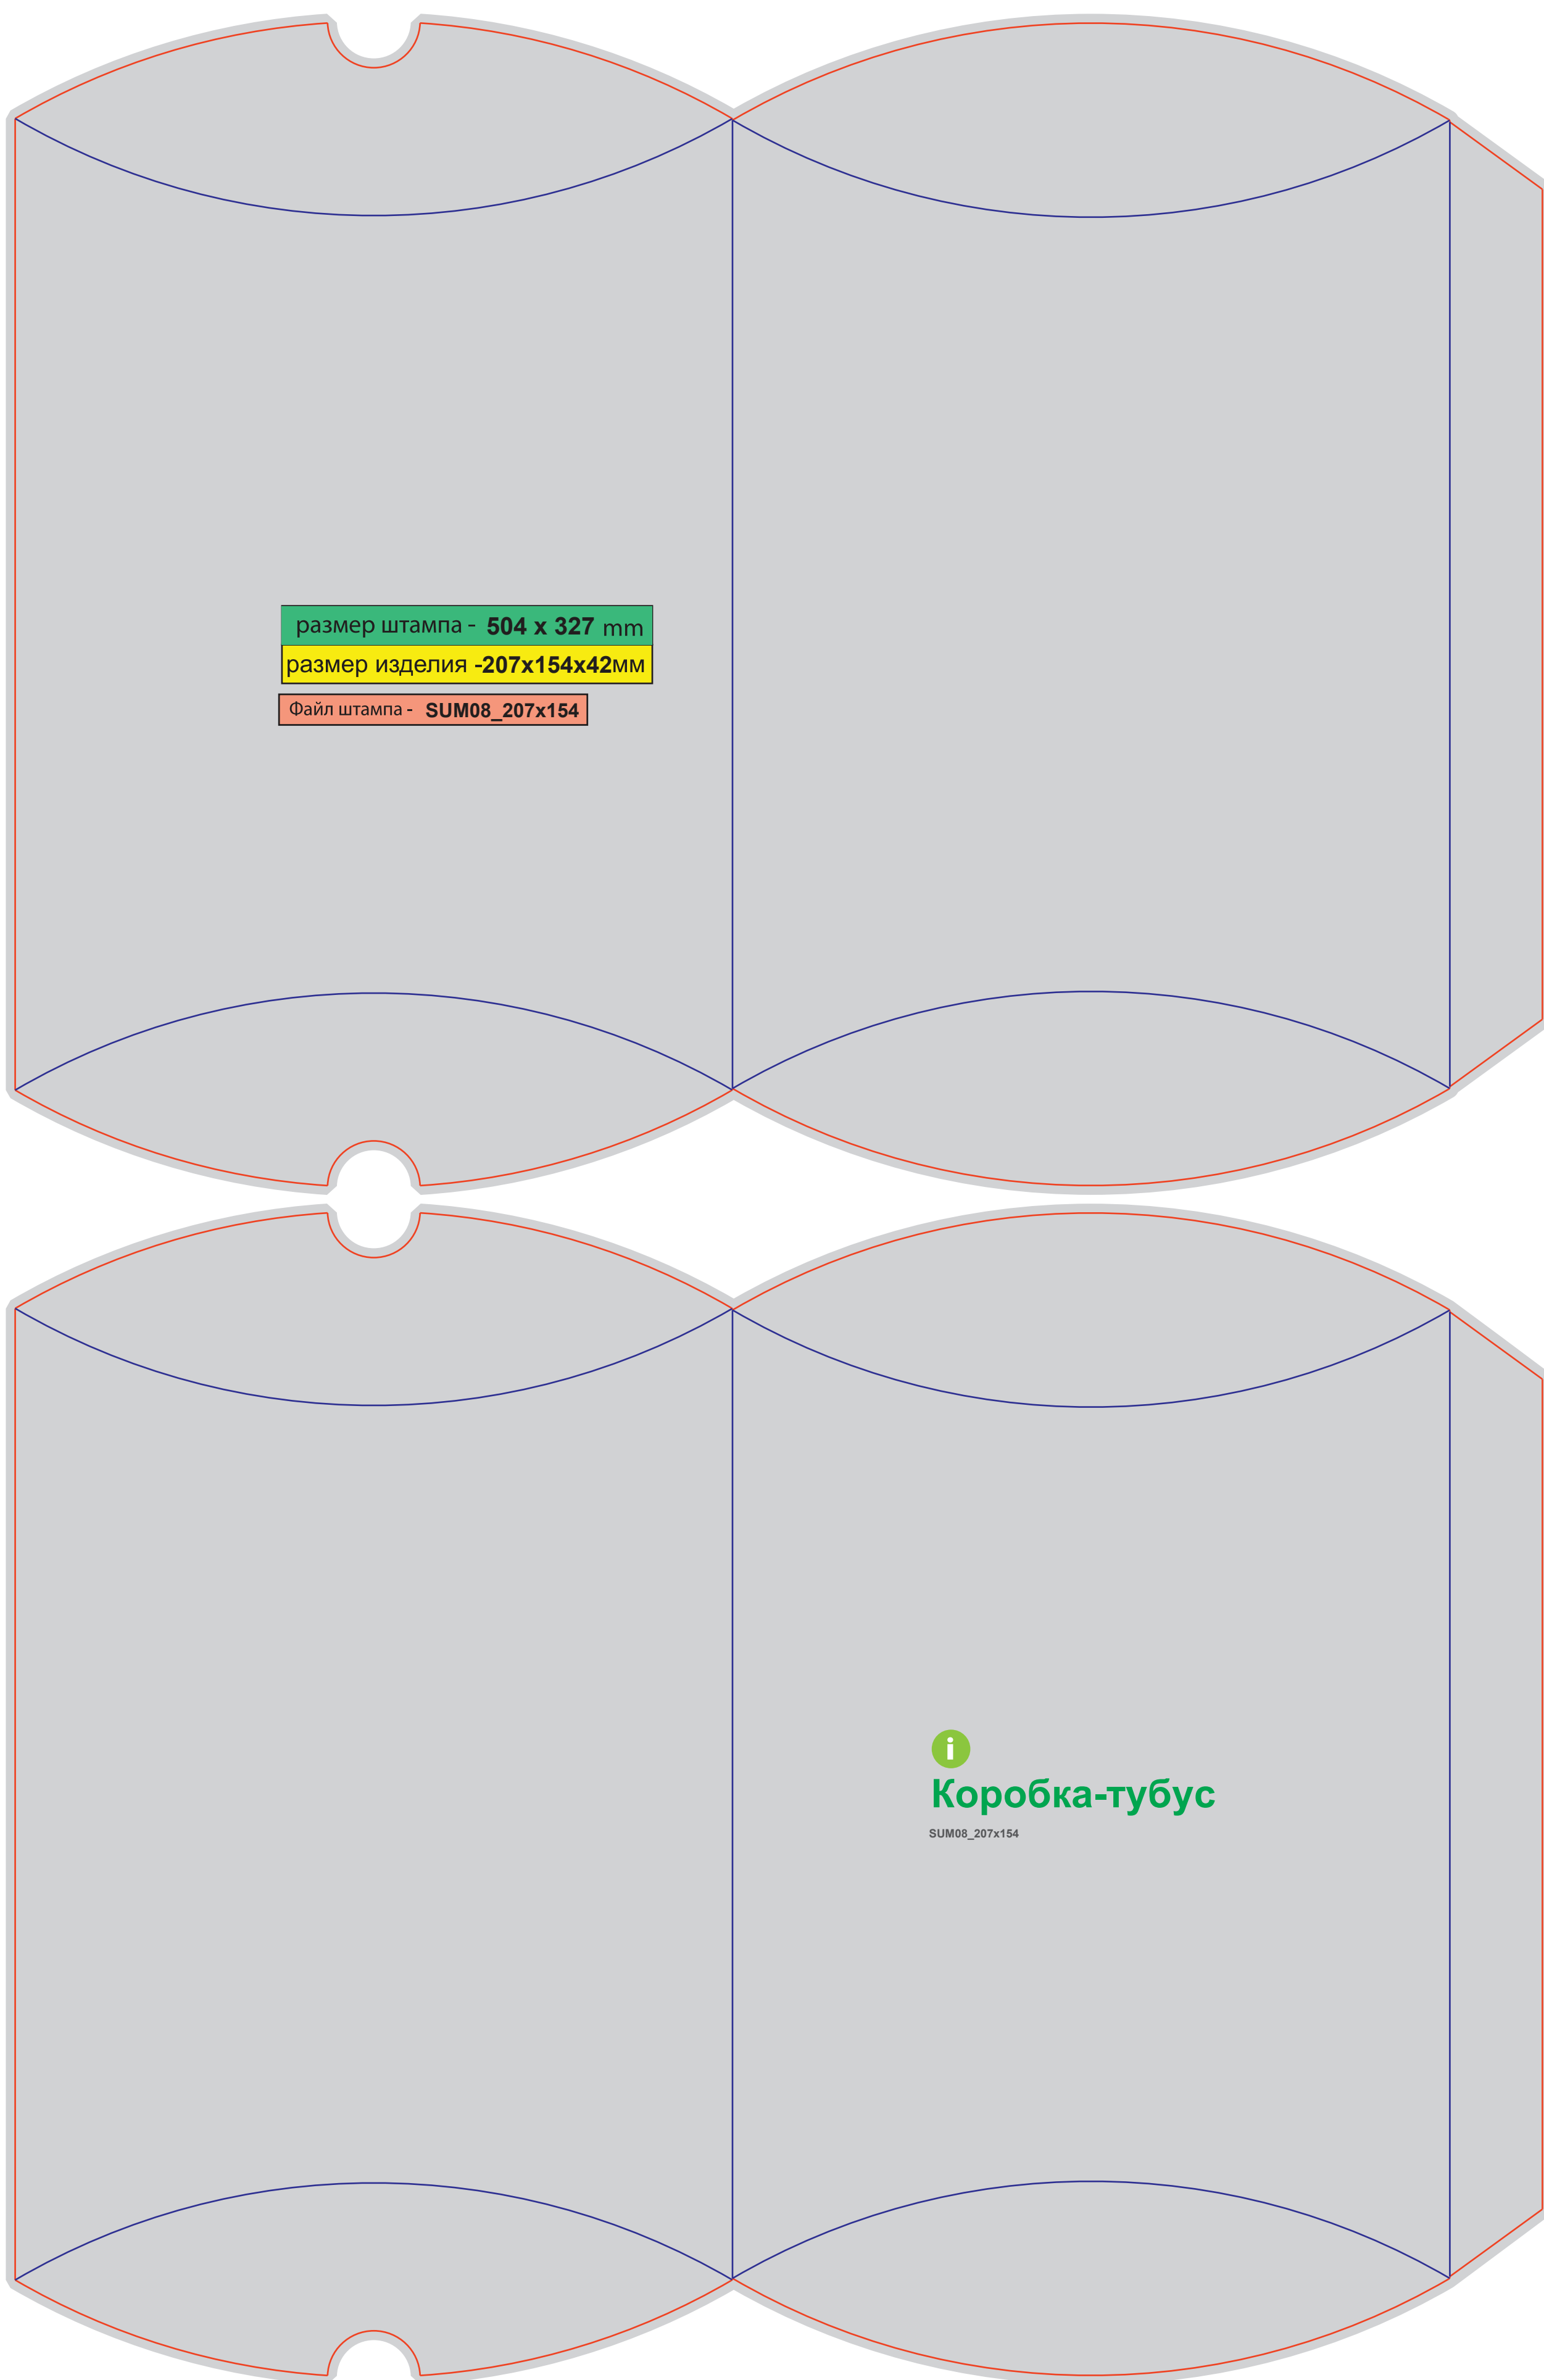 размер штампа - 504 x 327 mm
размер изделия -207x154x42мм
Файл штампа - SUM08_207x154
i
Коробка-тубус
SUM08_207x154